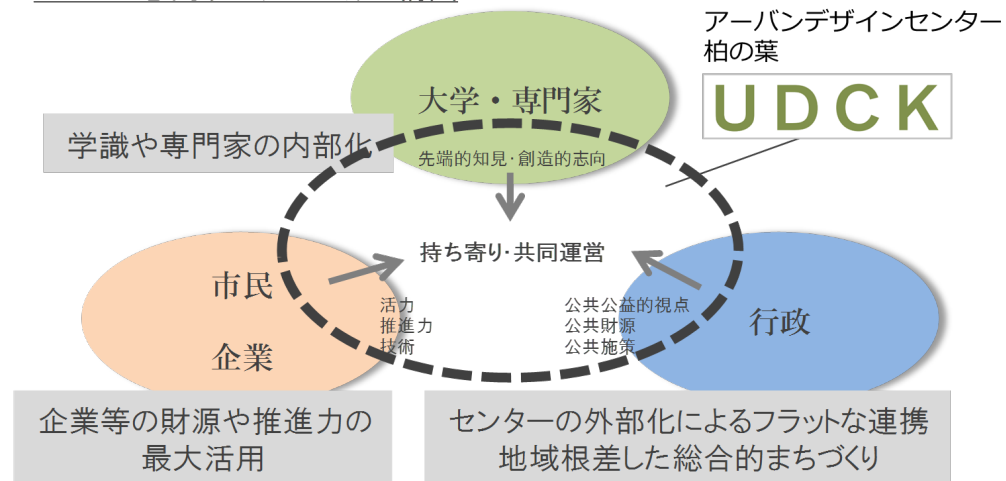 アーバンデザインセンター
柏の葉
UDCK
大学・専門家
学識や専門家の内部化
先端的知見・創造的志向
持ち寄り・共同運営
市民
企業
活力
推進力
技術
公共公益的視点
公共財源
公共施策
行政
企業等の財源や推進力の
最大活用
センターの外部化によるフラットな連携
地域根差した総合的まちづくり